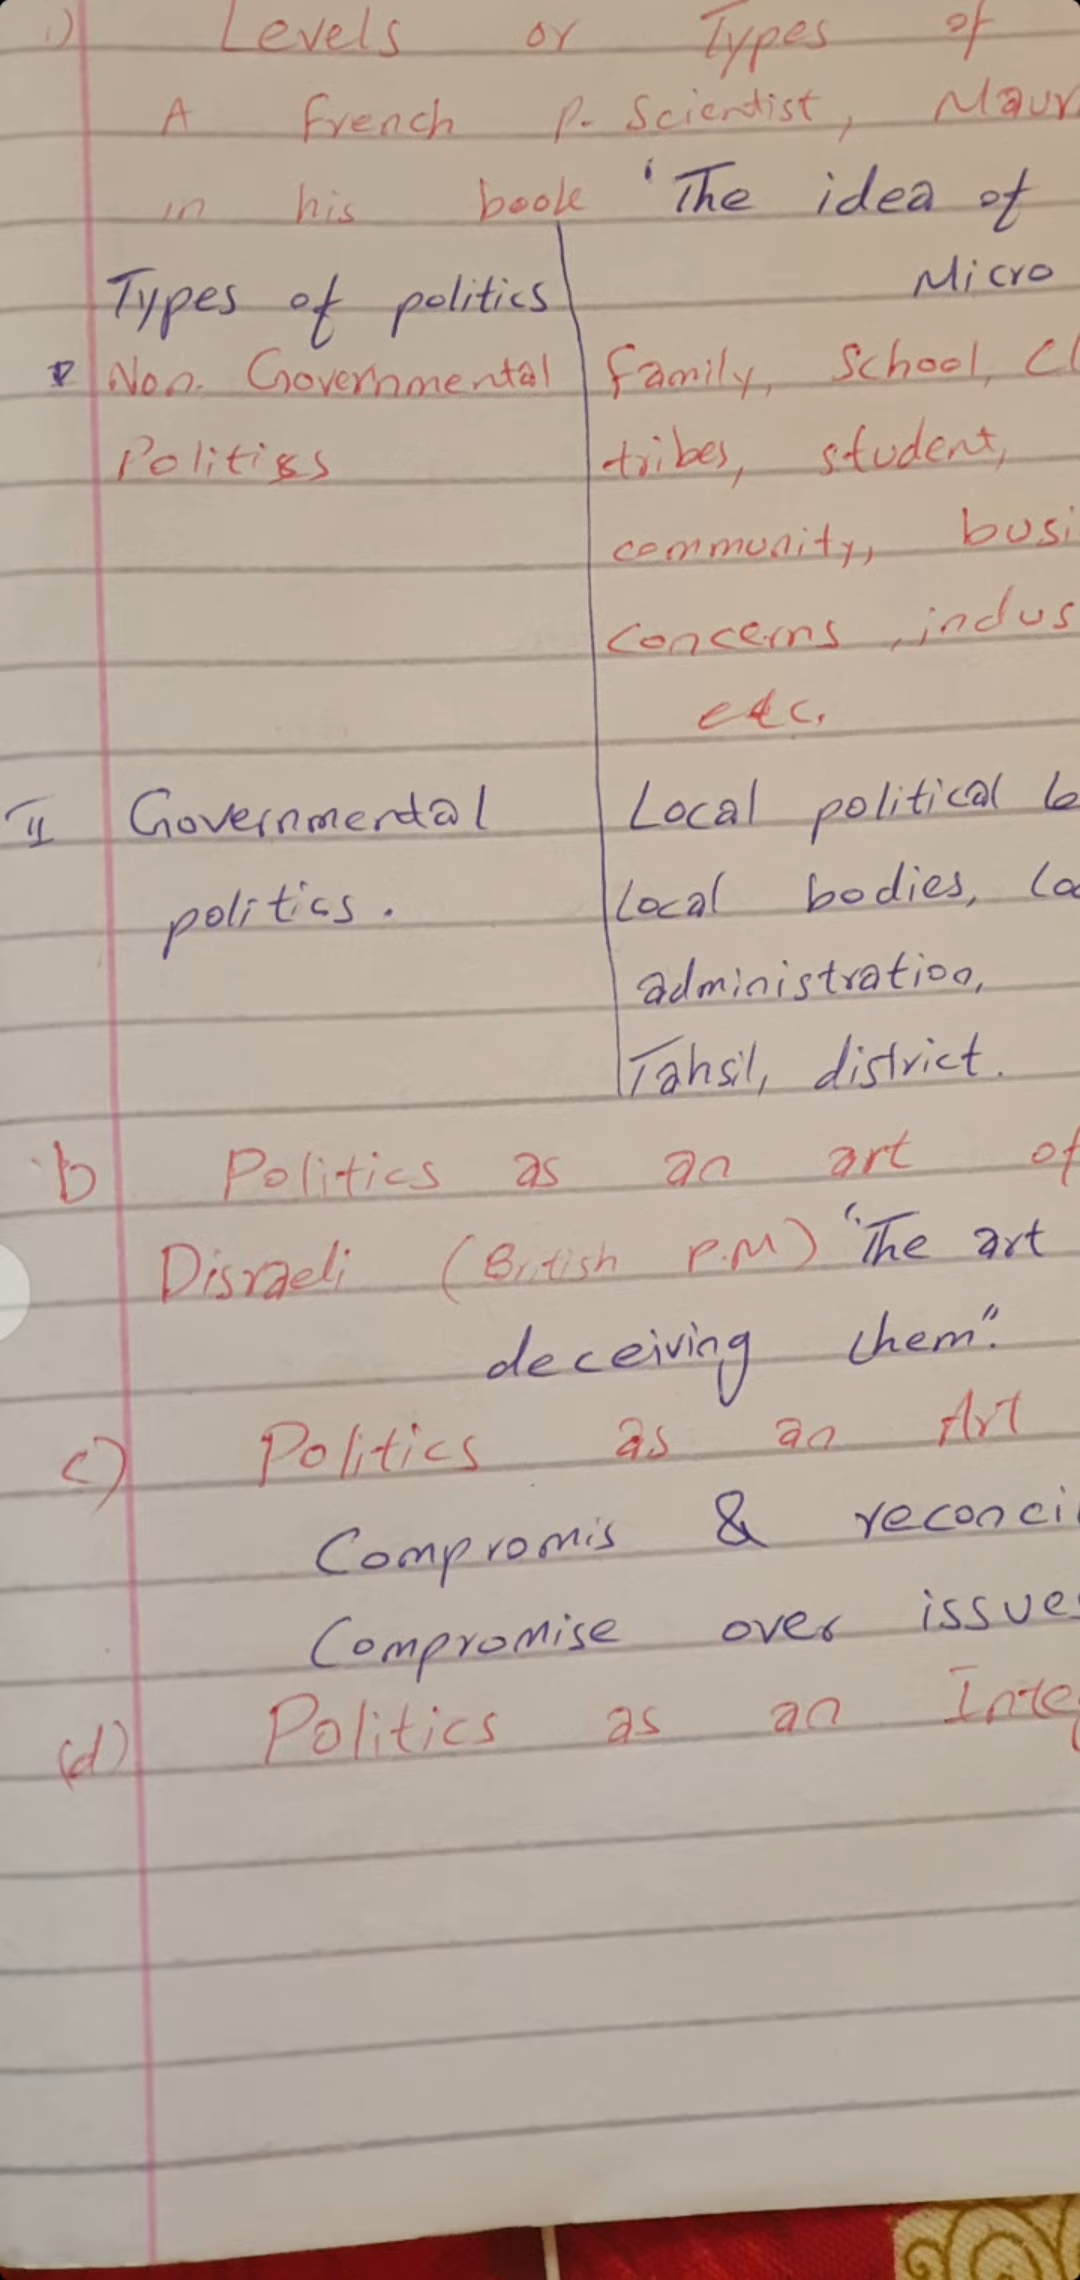 i) Levels or Types of
A French P. Scientist, Maur
in his book 'The idea of
Types of politics Micro
I Non. Governmental Family, School, Cl
Politics tribes, student,
community, busi
concerns, indus
etc.
II Governmental Local political b
politics. Local bodies, loc
administration,
Tahsil, district.
b Politics as an art of
Disraeli (British P.M) "The art
deceiving them".
c) Politics as an Art
Compromis & reconci
Compromise over issues
(d) Politics as an Inte